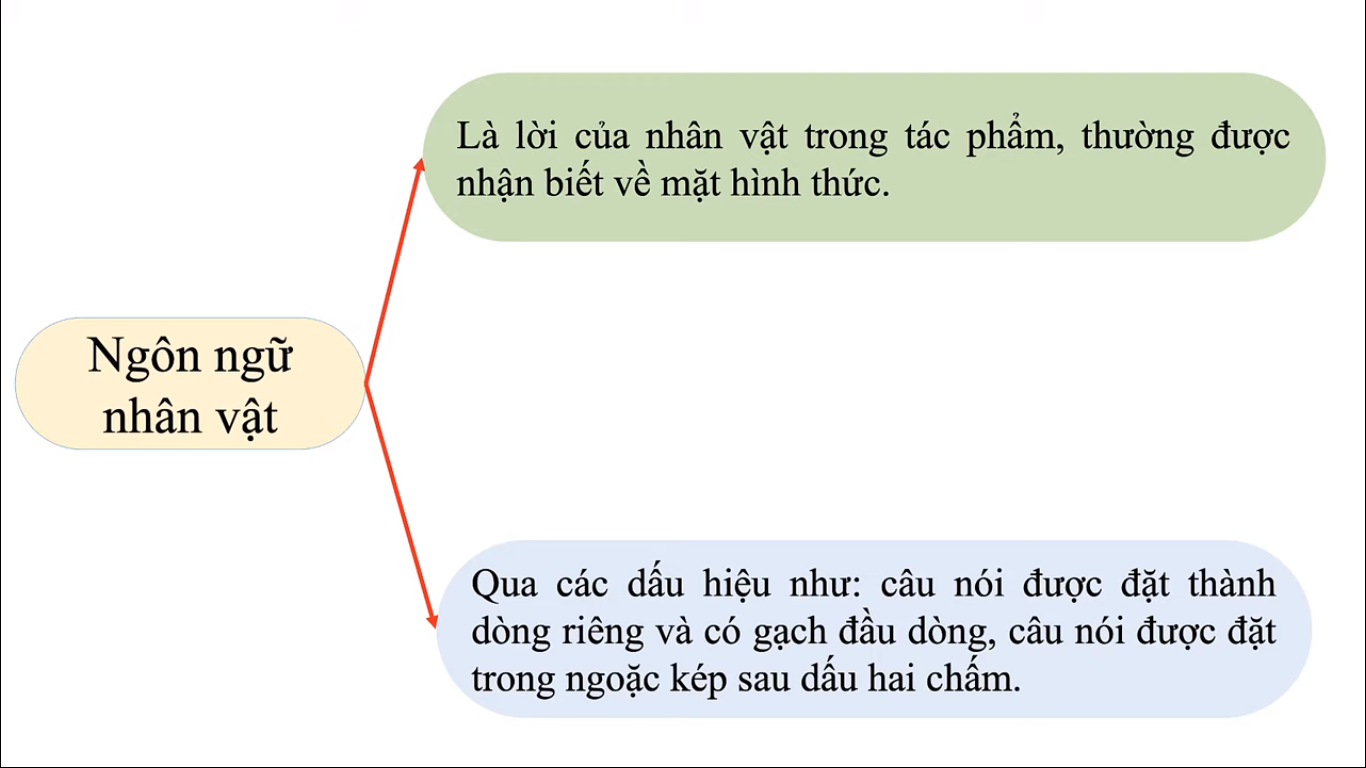 Là lời của nhân vật trong tác phẩm, thường được
nhận biết về mặt hình thức.
Ngôn ngữ
nhân vật
Qua các dấu hiệu như: câu nói được đặt thành
dòng riêng và có gạch đầu dòng, câu nói được đặt
trong ngoặc kép sau dấu hai chấm.